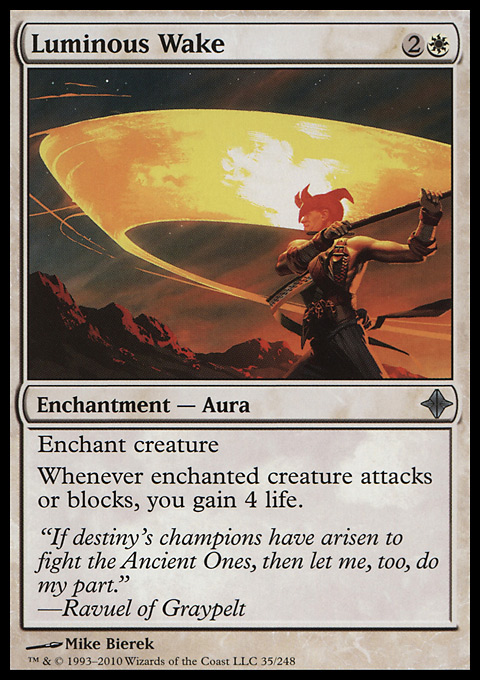 Luminous Wake 2
Enchantment — Aura
Enchant creature
Whenever enchanted creature attacks
or blocks, you gain 4 life.
“If destiny’s champions have arisen to
fight the Ancient Ones, then let me, too, do
my part.”
—Ravuel of Graypelt
Mike Bierek
™ & © 1993–2010 Wizards of the Coast LLC 35/248